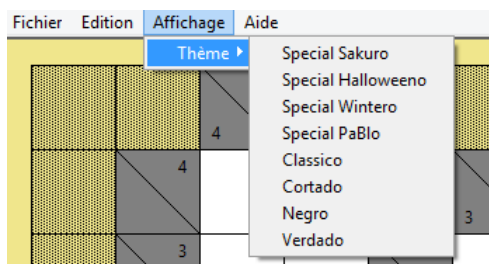 Fichier Edition Affichage Aide
Thème
Special Sakuro
Special Halloweeno
Special Wintero
Special PaBlo
Classico
Cortado
Negro
Verdado
4
4
3
3